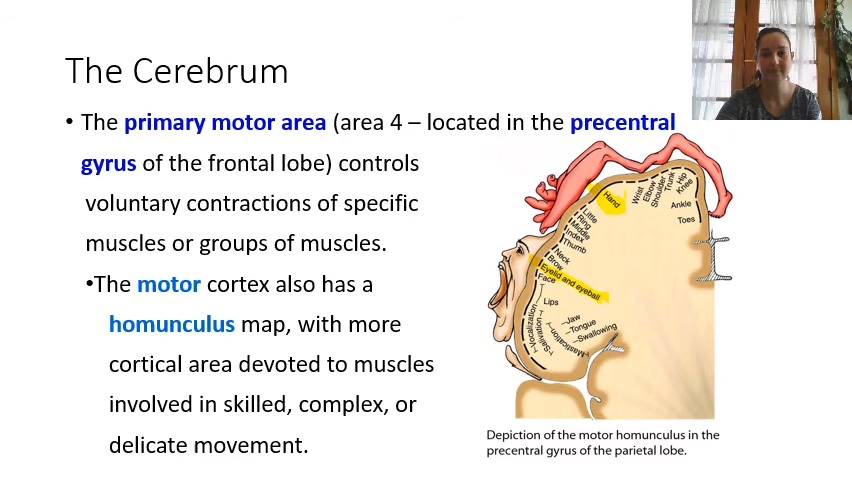 The Cerebrum
• The primary motor area (area 4 – located in the precentral
gyrus of the frontal lobe) controls
voluntary contractions of specific
muscles or groups of muscles.
•The motor cortex also has a
homunculus map, with more
cortical area devoted to muscles
involved in skilled, complex, or
delicate movement.
Toes
Ankle
Knee
Hip
Trunk
Shoulder
Elbow
Wrist
Hand
Little
Ring
Middle
Index
Thumb
Neck
Brow
Eyelid and eyeball
Face
Lips
Jaw
Tongue
Swallowing
Mastication
Salivation
Vocalization
Depiction of the motor homunculus in the
precentral gyrus of the parietal lobe.